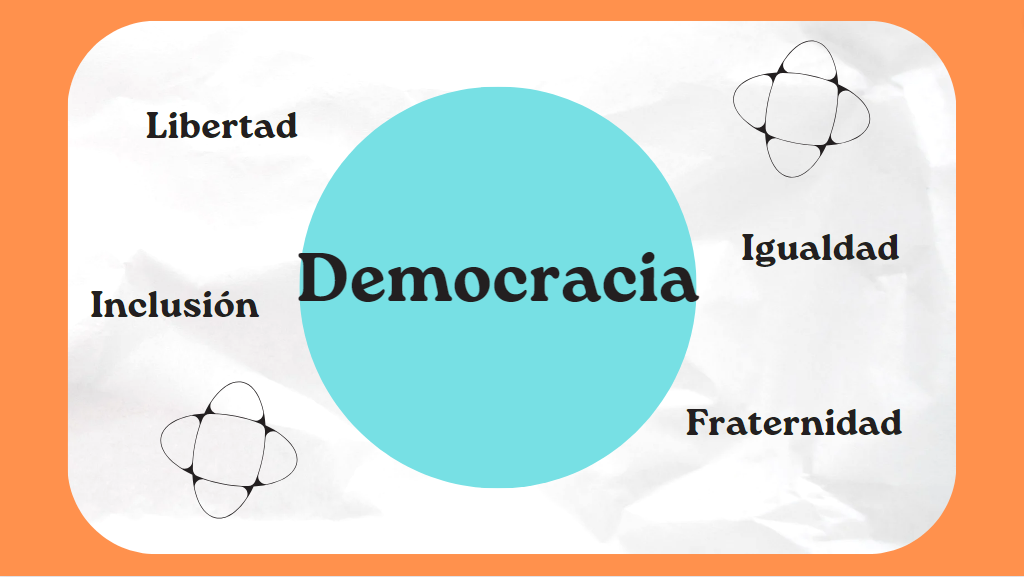 Libertad
Igualdad
Democracia
Inclusión
Fraternidad